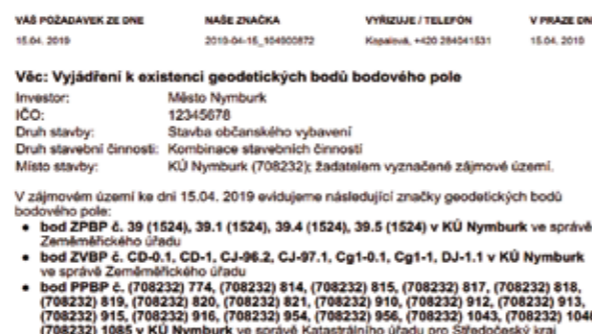 VÁŠ POŽADAVEK ZE DNE NAŠE ZNAČKA VYŘIZUJE / TELEFON V PRAZE DN
15.04. 2019 2019-04-15_104900872 Kopalová, +420 284041531 15.04. 2019
Věc: Vyjádření k existenci geodetických bodů bodového pole
Investor: Město Nymburk
IČO: 12345678
Druh stavby: Stavba občanského vybavení
Druh stavební činnosti: Kombinace stavebních činností
Místo stavby: KÚ Nymburk (708232); žadatelem vyznačené zájmové území.
V zájmovém území ke dni 15.04. 2019 evidujeme následující značky geodetických bodů
bodového pole:
• bod ZPBP č. 39 (1524), 39.1 (1524), 39.4 (1524), 39.5 (1524) v KÚ Nymburk ve správě
Zeměměřického úřadu
• bod ZVBP č. CD-0.1, CD-1, CJ-96.2, CJ-97.1, Cg1-0.1, Cg1-1, DJ-1.1 v KÚ Nymburk
ve správě Zeměměřického úřadu
• bod PPBP č. (708232) 774, (708232) 814, (708232) 815, (708232) 817, (708232) 818,
(708232) 819, (708232) 820, (708232) 821, (708232) 910, (708232) 912, (708232) 913,
(708232) 915, (708232) 916, (708232) 954, (708232) 956, (708232) 1043, (708232) 104
(708232) 1085 v KÚ Nymburk ve správě Katastrálního úřadu pro Středočeský kraj